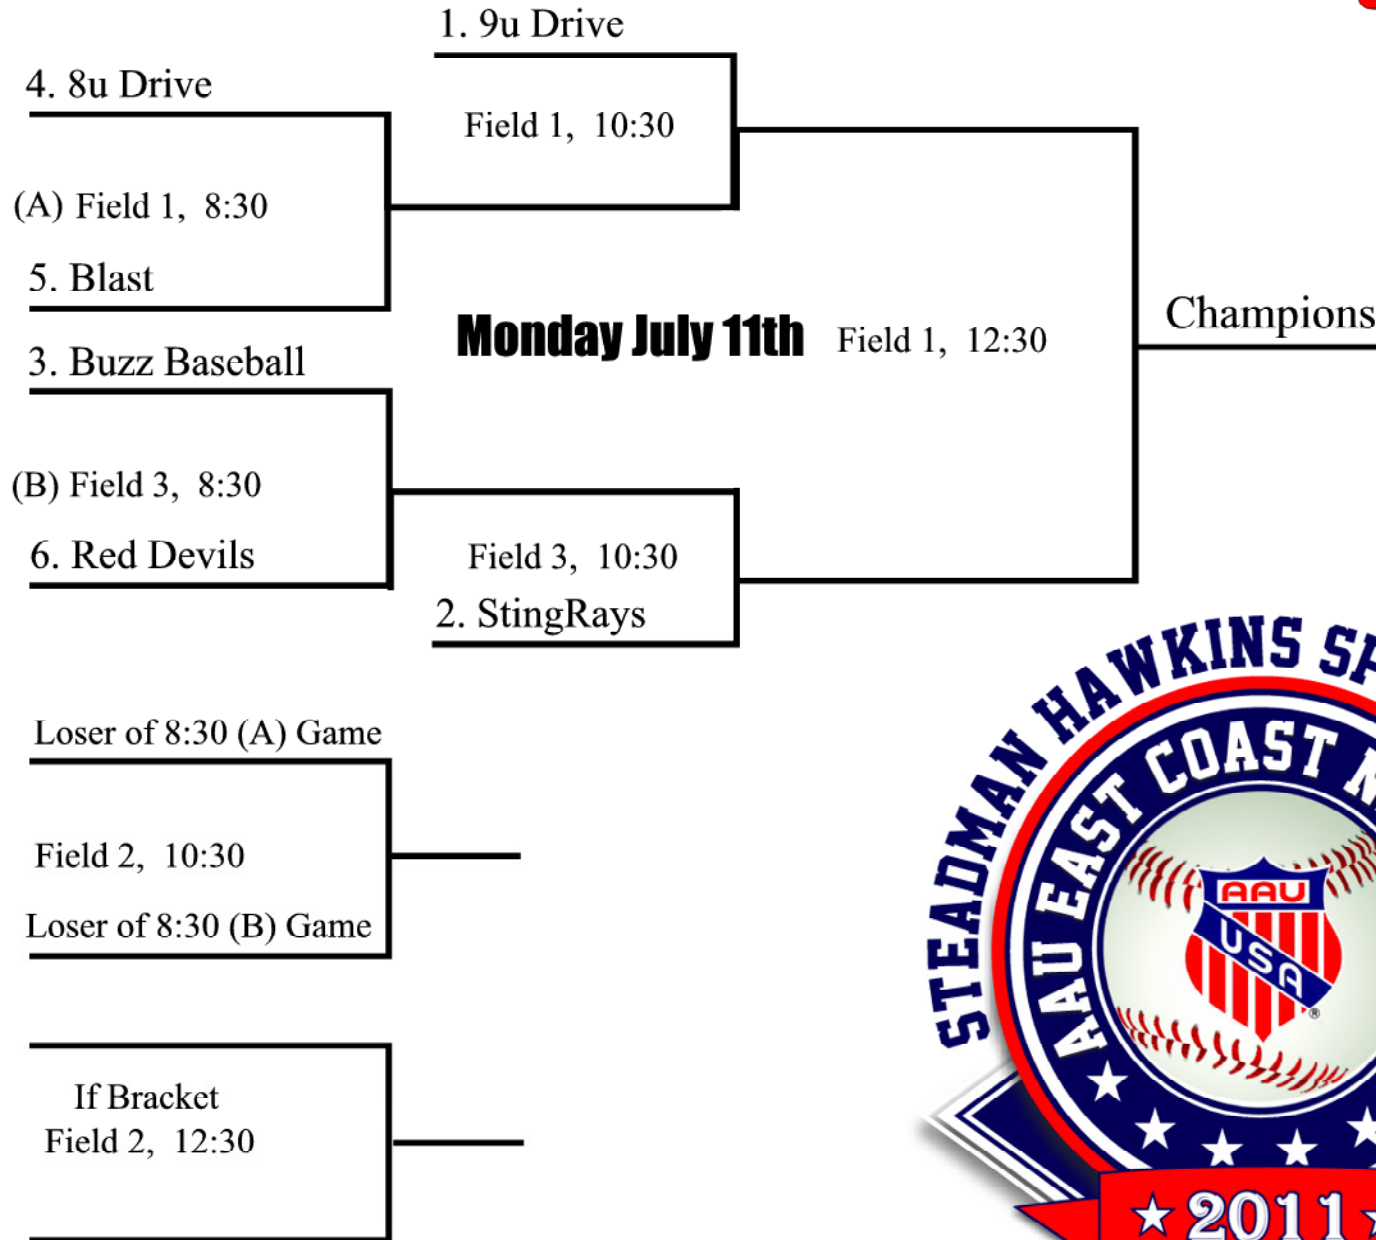 1. 9u Drive
4. 8u Drive
Field 1, 10:30
(A) Field 1, 8:30
5. Blast
Champions
Monday July 11th Field 1, 12:30
3. Buzz Baseball
(B) Field 3, 8:30
6. Red Devils
Field 3, 10:30
2. StingRays
Loser of 8:30 (A) Game
Field 2, 10:30
Loser of 8:30 (B) Game
If Bracket
Field 2, 12:30
STEADMAN HAWKINS
AAU EAST COAST
AAU
USA
®
2011